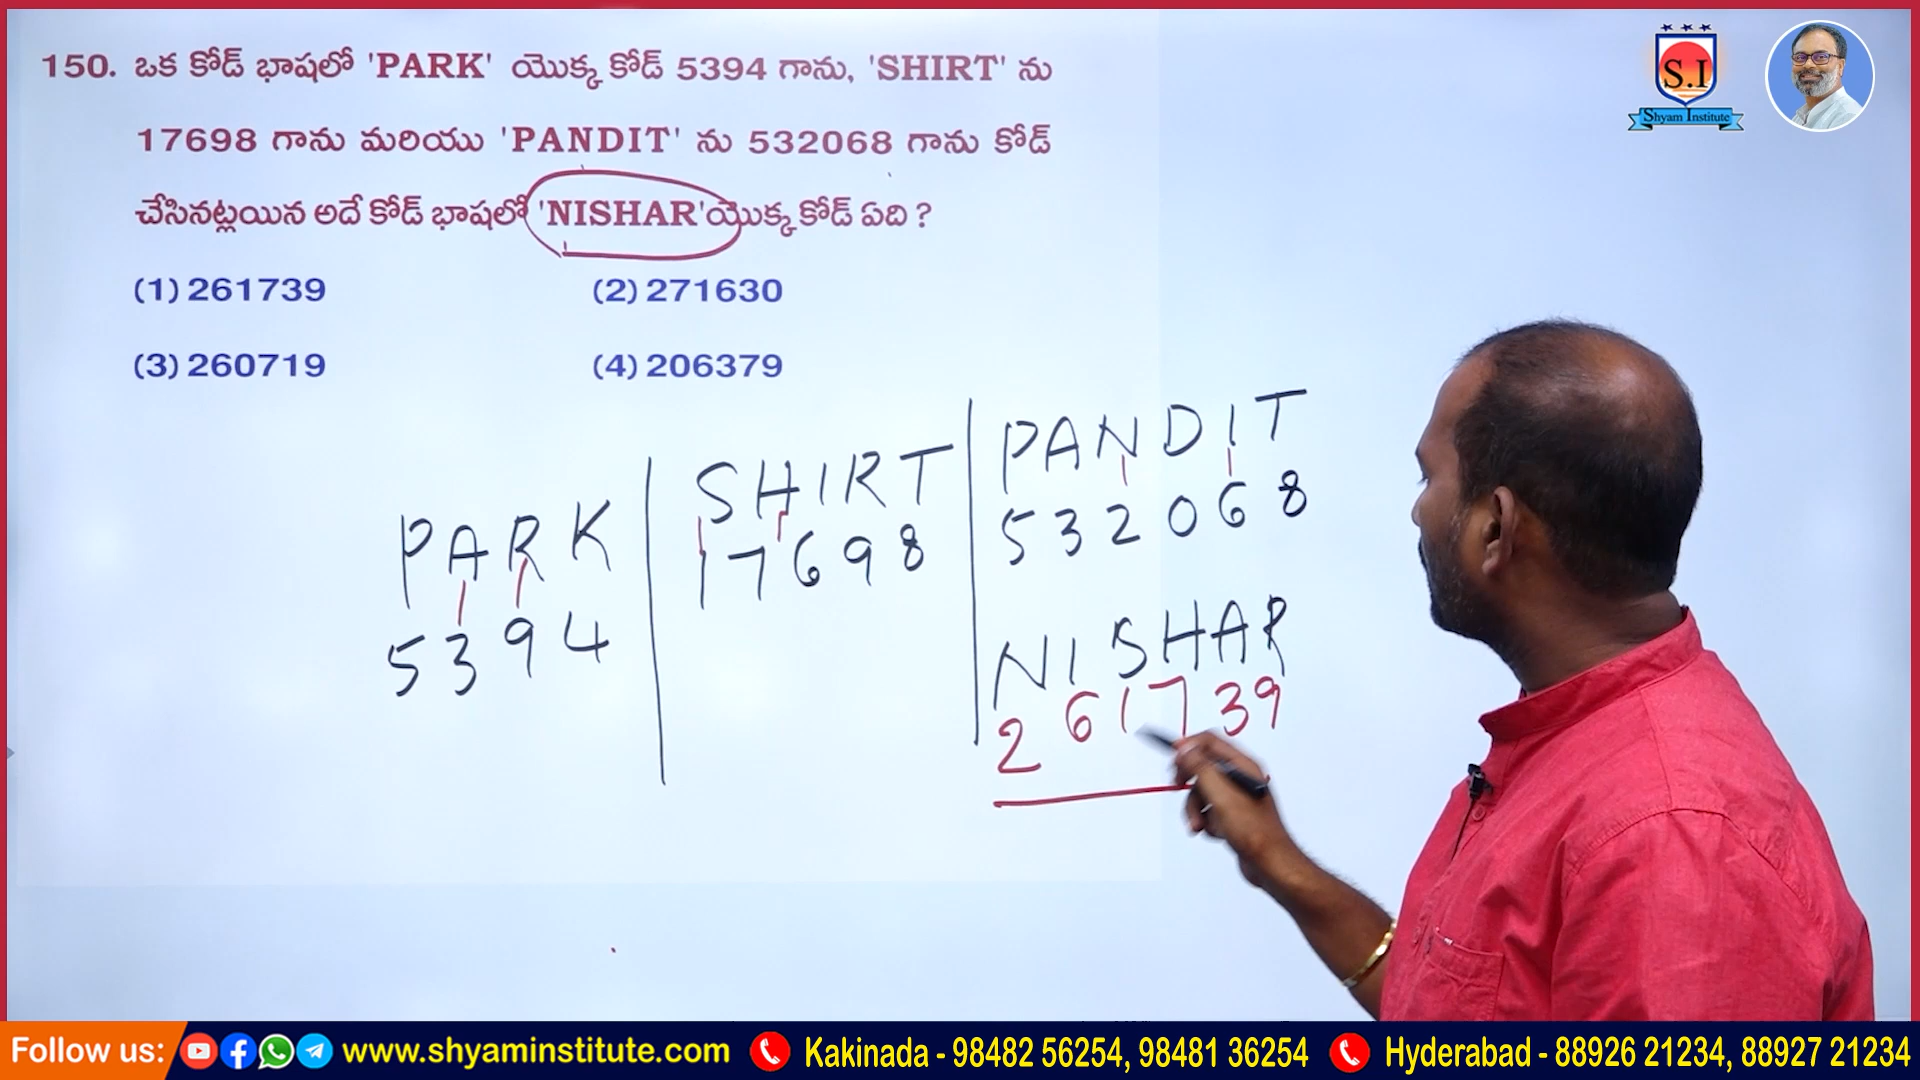 150. ఒక కోడ్ భాషలో 'PARK' యొక్క కోడ్ 5394 గాను, 'SHIRT' ను
17698 గాను మరియు 'PANDIT' ను 532068 గాను కోడ్
చేసినట్లయిన అదే కోడ్ భాషలో 'NISHAR' యొక్క కోడ్ ఏది ?
(1) 261739 (2) 271630
(3) 260719 (4) 206379
S.I
Shyam Institute
PARK
5394
SHIRT
17698
PANDIT
532068
NISHAR
261739
Follow us: www.shyaminstitute.com Kakinada - 98482 56254, 98481 36254 Hyderabad - 88926 21234, 88927 21234